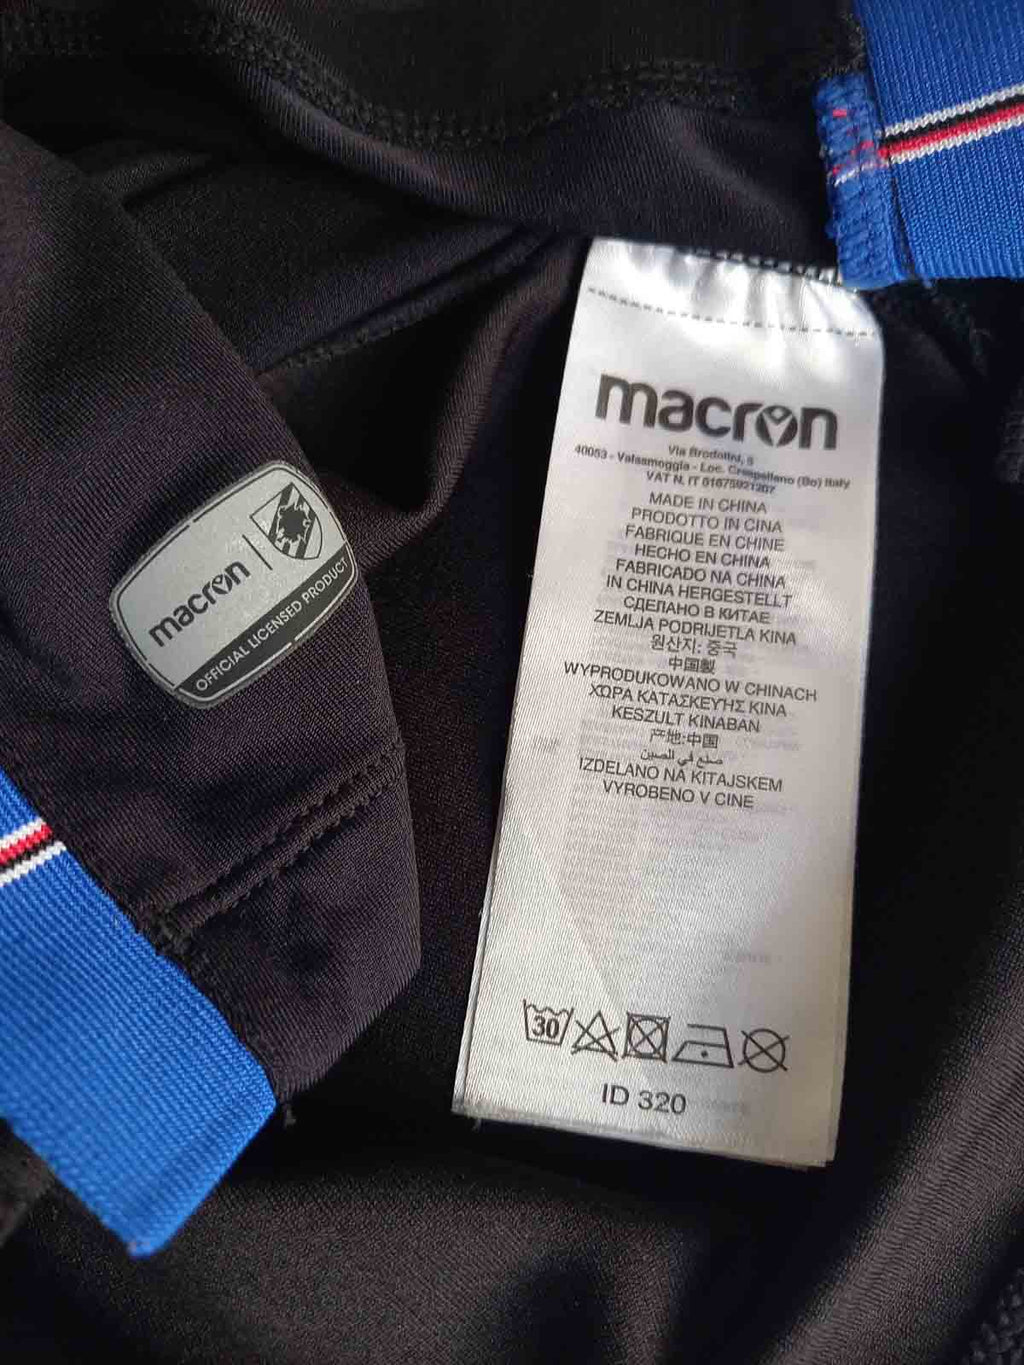 macron
OFFICIAL LICENSED PRODUCT
macron
Via Brodolini, 5
40053 - Valsamoggia - Loc. Crespellano (Bo) Italy
VAT N. IT 01675921207
MADE IN CHINA
PRODOTTO IN CINA
FABRIQUE EN CHINE
HECHO EN CHINA
FABRICADO NA CHINA
IN CHINA HERGESTELLT
СДЕЛАНО В КИТАЕ
ZEMLJA PODRIJETLA KINA
원산지: 중국
中国製
WYPRODUKOWANO W CHINACH
ΧΩΡΑ ΚΑΤΑΣΚΕΥΗΣ ΚΙΝΑ
KESZULT KINABAN
产地:中国
صنع في الصين
IZDELANO NA KITAJSKEM
VYROBENO V CINE
30
ID 320